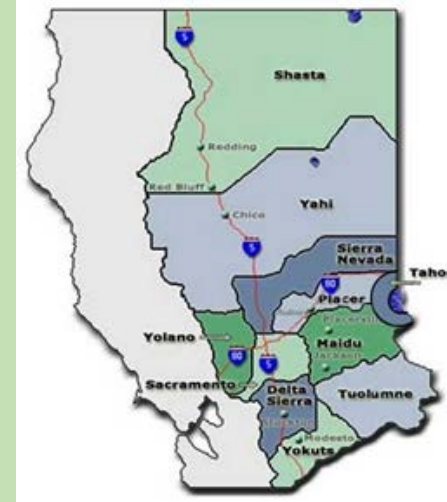 5
Shasta
Redding
Red Bluff
Yahi
Chico
5
Sierra
Nevada
Taho
80
Placer
Placerville
Yolano
Maidu
80
5
Jackson
Sacramento
Delta
Sierra
Tuolumne
Stockton
Modesto
Yokuts